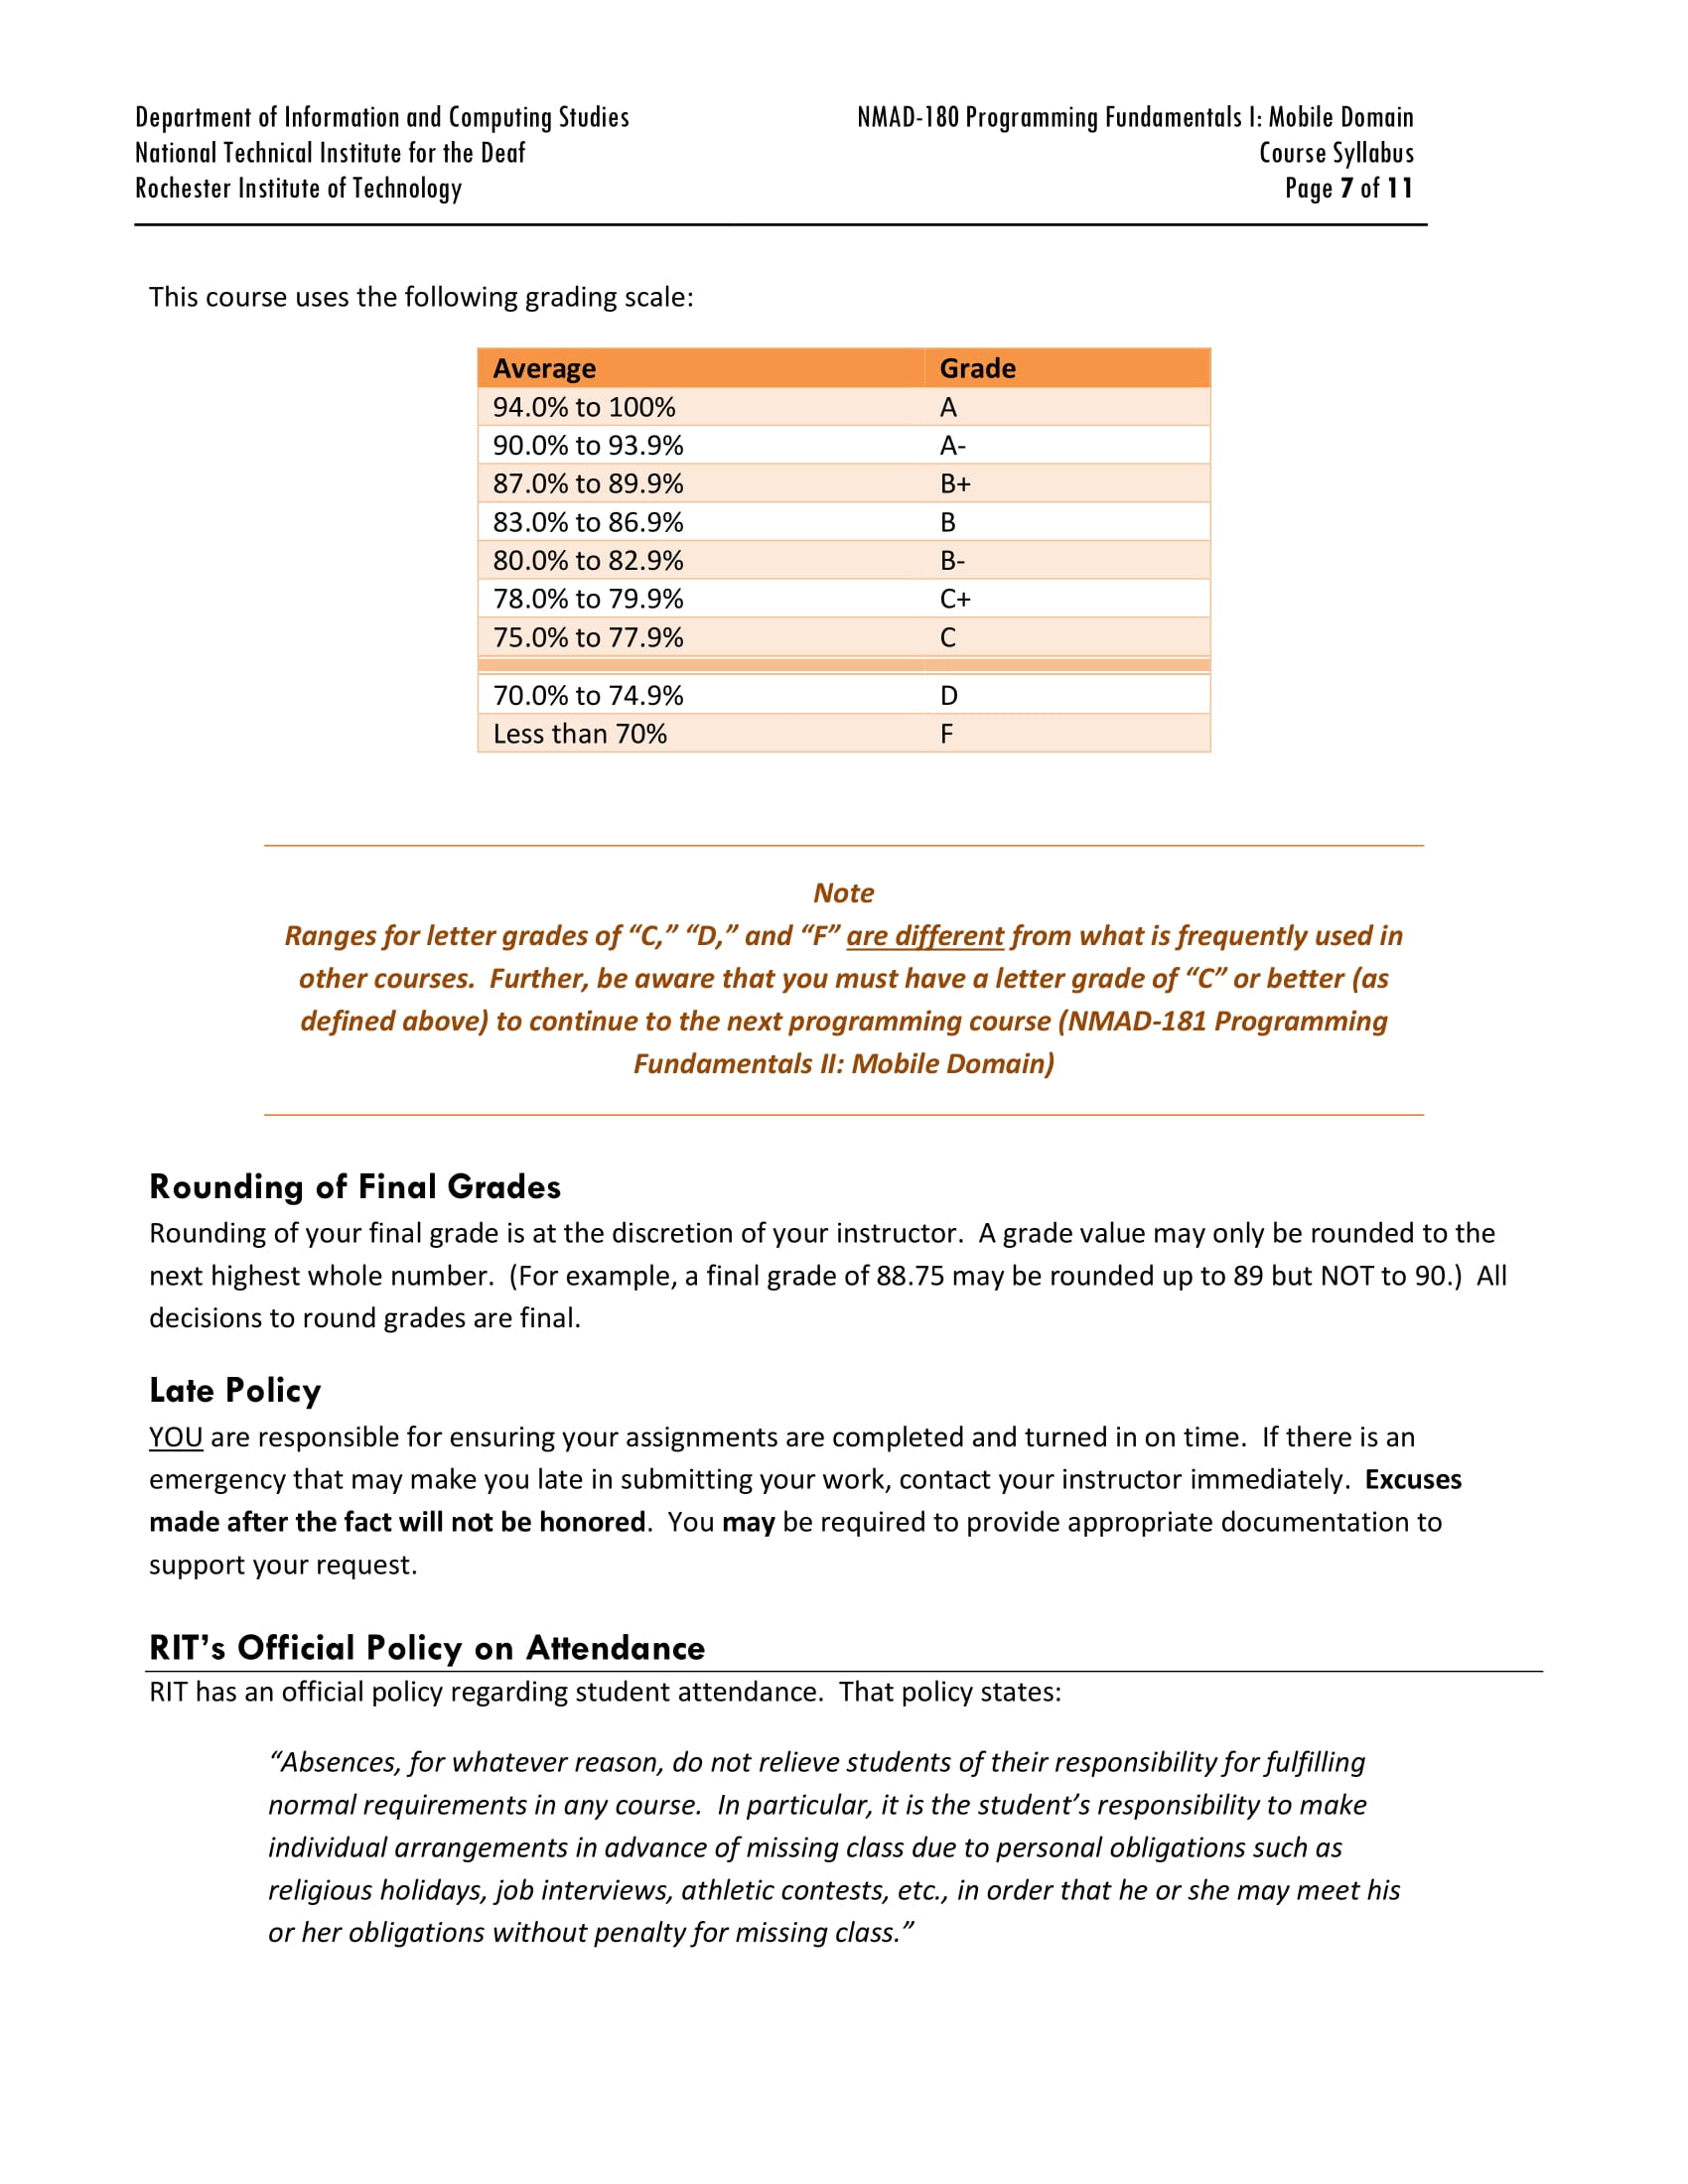 Department of Information and Computing Studies
National Technical Institute for the Deaf
Rochester Institute of Technology
NMAD-180 Programming Fundamentals I: Mobile Domain
Course Syllabus
Page 7 of 11
This course uses the following grading scale:
Average Grade
94.0% to 100% A
90.0% to 93.9% A-
87.0% to 89.9% B+
83.0% to 86.9% B
80.0% to 82.9% B-
78.0% to 79.9% C+
75.0% to 77.9% C
70.0% to 74.9% D
Less than 70% F
Note
Ranges for letter grades of “C,” “D,” and “F” are different from what is frequently used in
other courses.  Further, be aware that you must have a letter grade of “C” or better (as
defined above) to continue to the next programming course (NMAD-181 Programming
Fundamentals II: Mobile Domain)
Rounding of Final Grades
Rounding of your final grade is at the discretion of your instructor.  A grade value may only be rounded to the
next highest whole number.  (For example, a final grade of 88.75 may be rounded up to 89 but NOT to 90.)  All
decisions to round grades are final.
Late Policy
YOU are responsible for ensuring your assignments are completed and turned in on time.  If there is an
emergency that may make you late in submitting your work, contact your instructor immediately.  Excuses
made after the fact will not be honored.  You may be required to provide appropriate documentation to
support your request.
RIT’s Official Policy on Attendance
RIT has an official policy regarding student attendance.  That policy states:
“Absences, for whatever reason, do not relieve students of their responsibility for fulfilling
normal requirements in any course.  In particular, it is the student’s responsibility to make
individual arrangements in advance of missing class due to personal obligations such as
religious holidays, job interviews, athletic contests, etc., in order that he or she may meet his
or her obligations without penalty for missing class.”